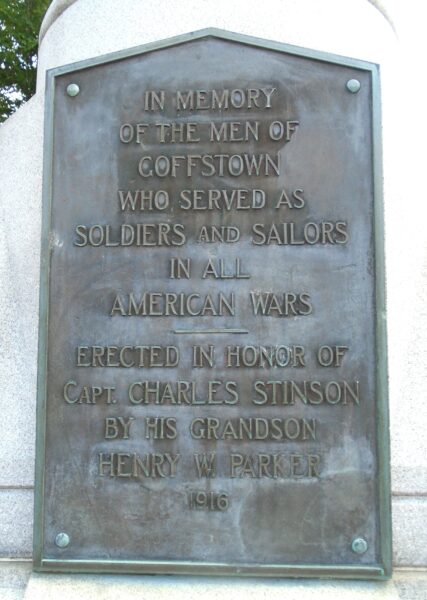 IN MEMORY
OF THE MEN OF
GOFFSTOWN
WHO SERVED AS
SOLDIERS AND SAILORS
IN ALL
AMERICAN WARS
ERECTED IN HONOR OF
CAPT. CHARLES STINSON
BY HIS GRANDSON
HENRY W. PARKER
1916